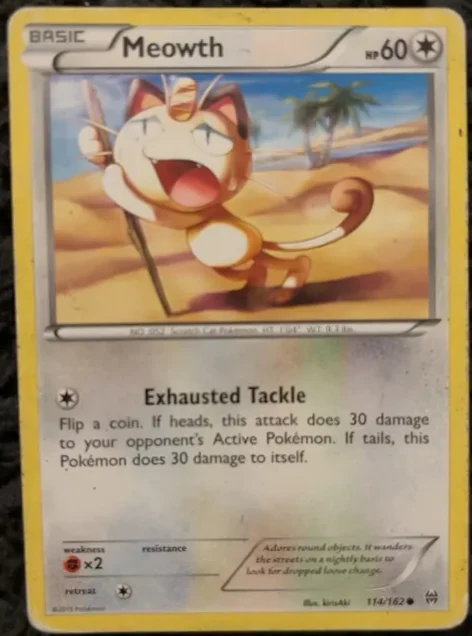 BASIC
Meowth
HP60
NO. 052 Scratch Cat Pokémon HT: 1'04" WT: 9.3 lbs.
Exhausted Tackle
Flip a coin. If heads, this attack does 30 damage
to your opponent's Active Pokémon. If tails, this
Pokémon does 30 damage to itself.
weakness
resistance
×2
retreat
Adores round objects. It wanders
the streets on a nightly basis to
look for dropped loose change.
©2015 Pokémon
Illus. kirisAki
114/162